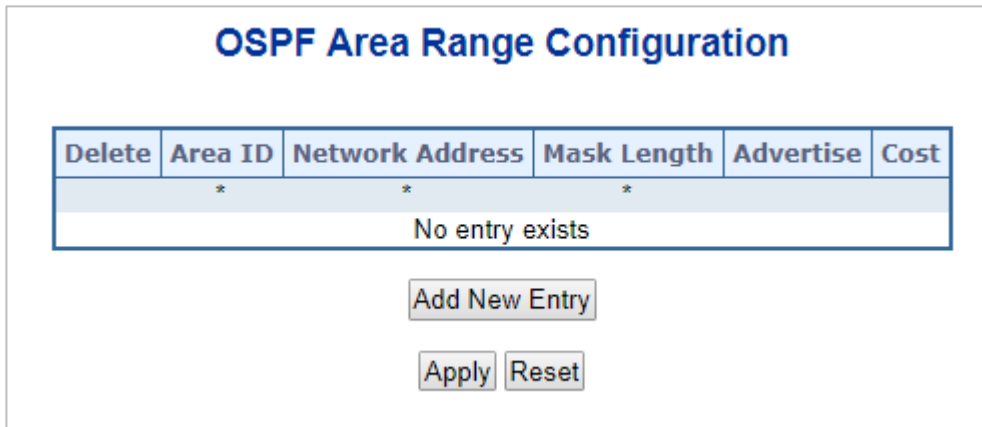 OSPF Area Range Configuration
Delete Area ID Network Address Mask Length Advertise Cost
* * *
No entry exists
Add New Entry
Apply Reset